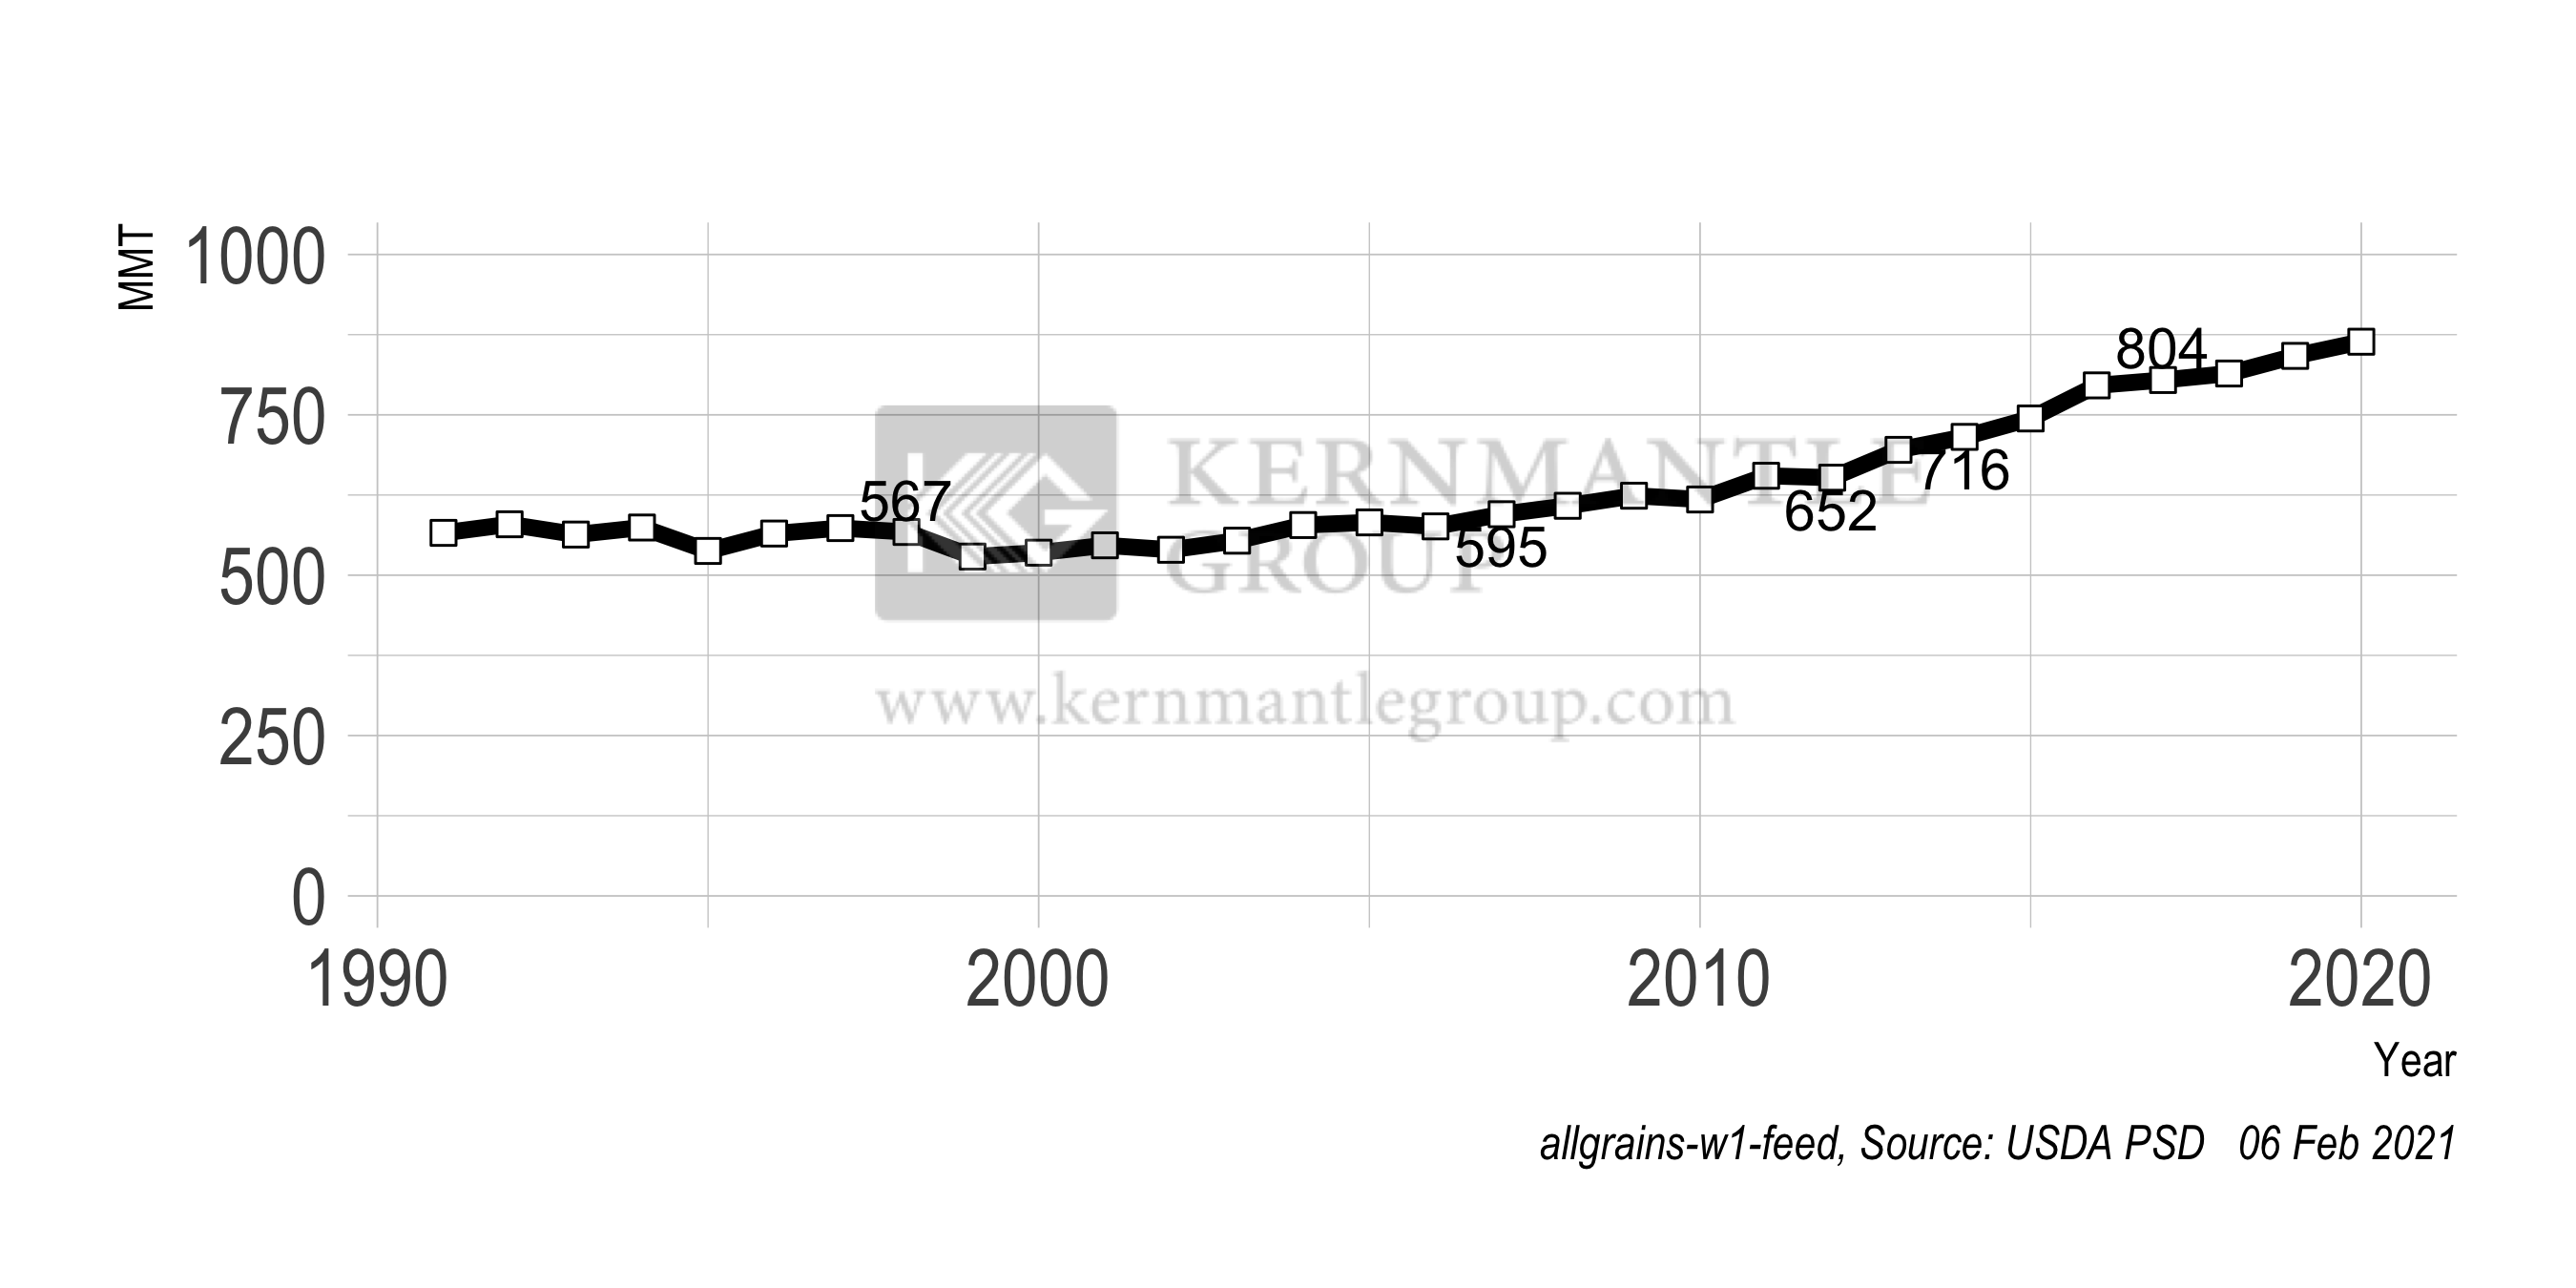 MMT
1000
750
500
250
0
567
595
652
716
804
KERNMANTLE
GROUP
www.kernmantlegroup.com
1990 2000 2010 2020
Year
allgrains-w1-feed, Source: USDA PSD 06 Feb 2021